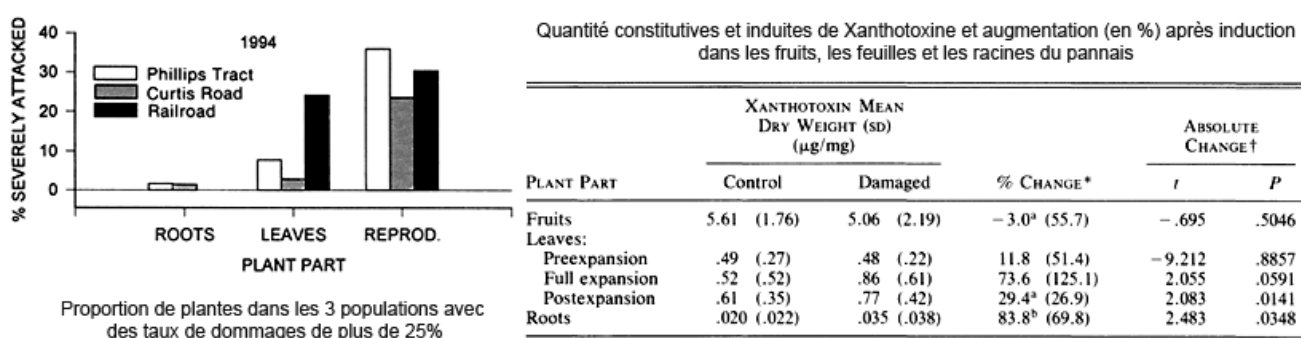 % SEVERELY ATTACKED
40
30
20
10
0
1994
Phillips Tract
Curtis Road
Railroad
ROOTS LEAVES REPROD.
PLANT PART
Proportion de plantes dans les 3 populations avec
des taux de dommages de plus de 25%
Quantité constitutives et induites de Xanthotoxine et augmentation (en %) après induction
dans les fruits, les feuilles et les racines du pannais
XANTHOTOXIN MEAN
DRY WEIGHT (SD)
(μg/mg)
ABSOLUTE
CHANGE†
PLANT PART Control Damaged % CHANGE* t P
Fruits 5.61 (1.76) 5.06 (2.19) −3.0ᵃ (55.7) −.695 .5046
Leaves:
Preexpansion .49 (.27) .48 (.22) 11.8 (51.4) −9.212 .8857
Full expansion .52 (.52) .86 (.61) 73.6 (125.1) 2.055 .0591
Postexpansion .61 (.35) .77 (.42) 29.4ᵃ (26.9) 2.083 .0141
Roots .020 (.022) .035 (.038) 83.8ᵇ (69.8) 2.483 .0348